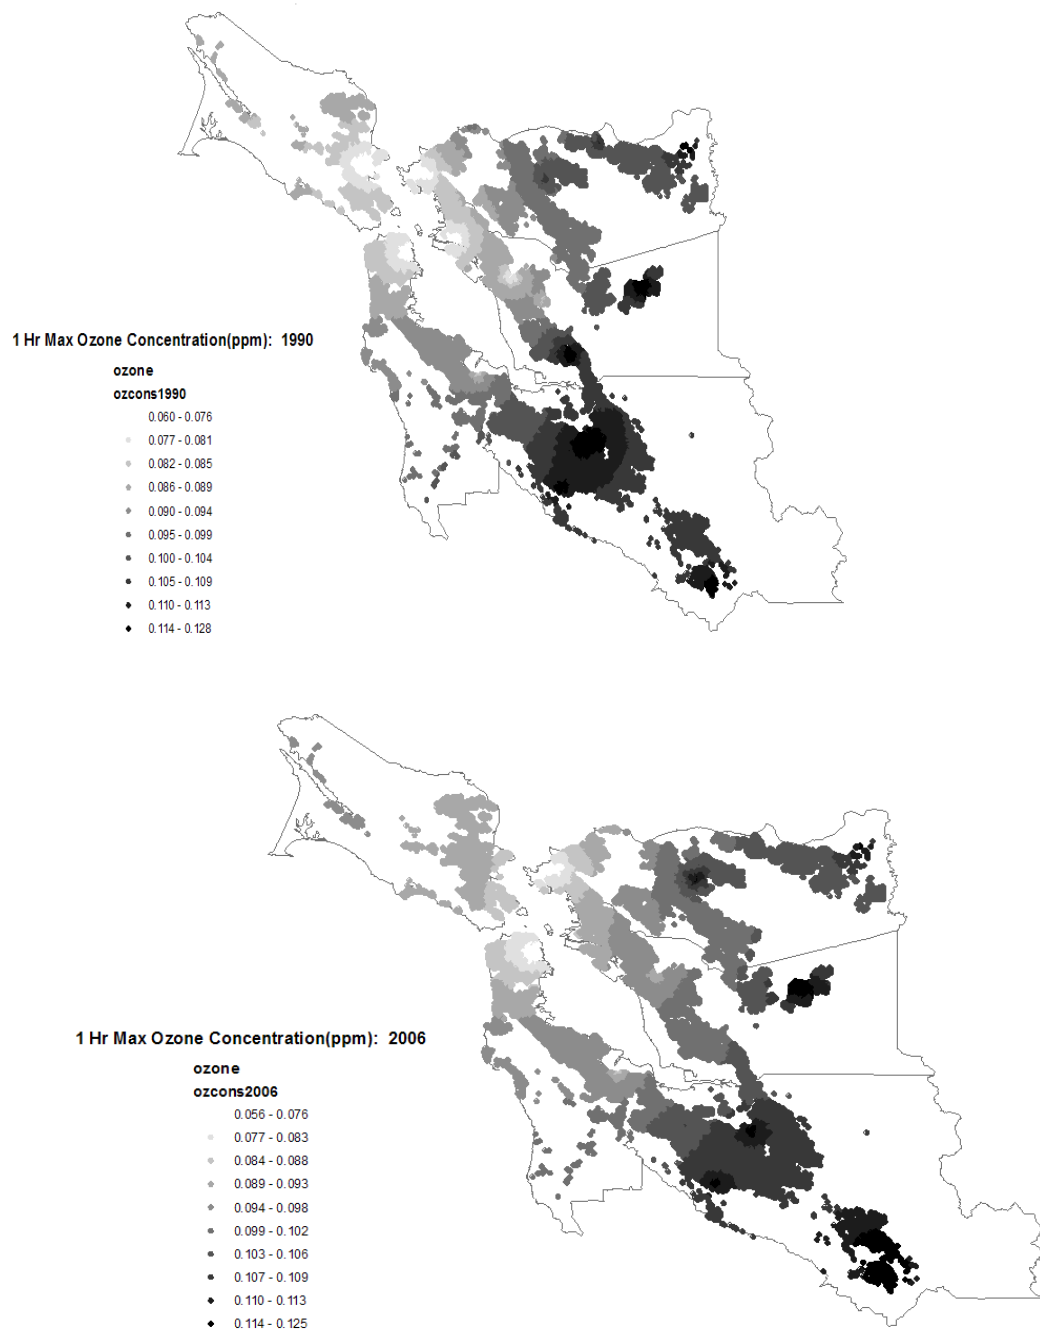 1 Hr Max Ozone Concentration(ppm): 1990
ozone
ozcons1990
0.060 - 0.076
0.077 - 0.081
0.082 - 0.085
0.086 - 0.089
0.090 - 0.094
0.095 - 0.099
0.100 - 0.104
0.105 - 0.109
0.110 - 0.113
0.114 - 0.128
1 Hr Max Ozone Concentration(ppm): 2006
ozone
ozcons2006
0.056 - 0.076
0.077 - 0.083
0.084 - 0.088
0.089 - 0.093
0.094 - 0.098
0.099 - 0.102
0.103 - 0.106
0.107 - 0.109
0.110 - 0.113
0.114 - 0.125